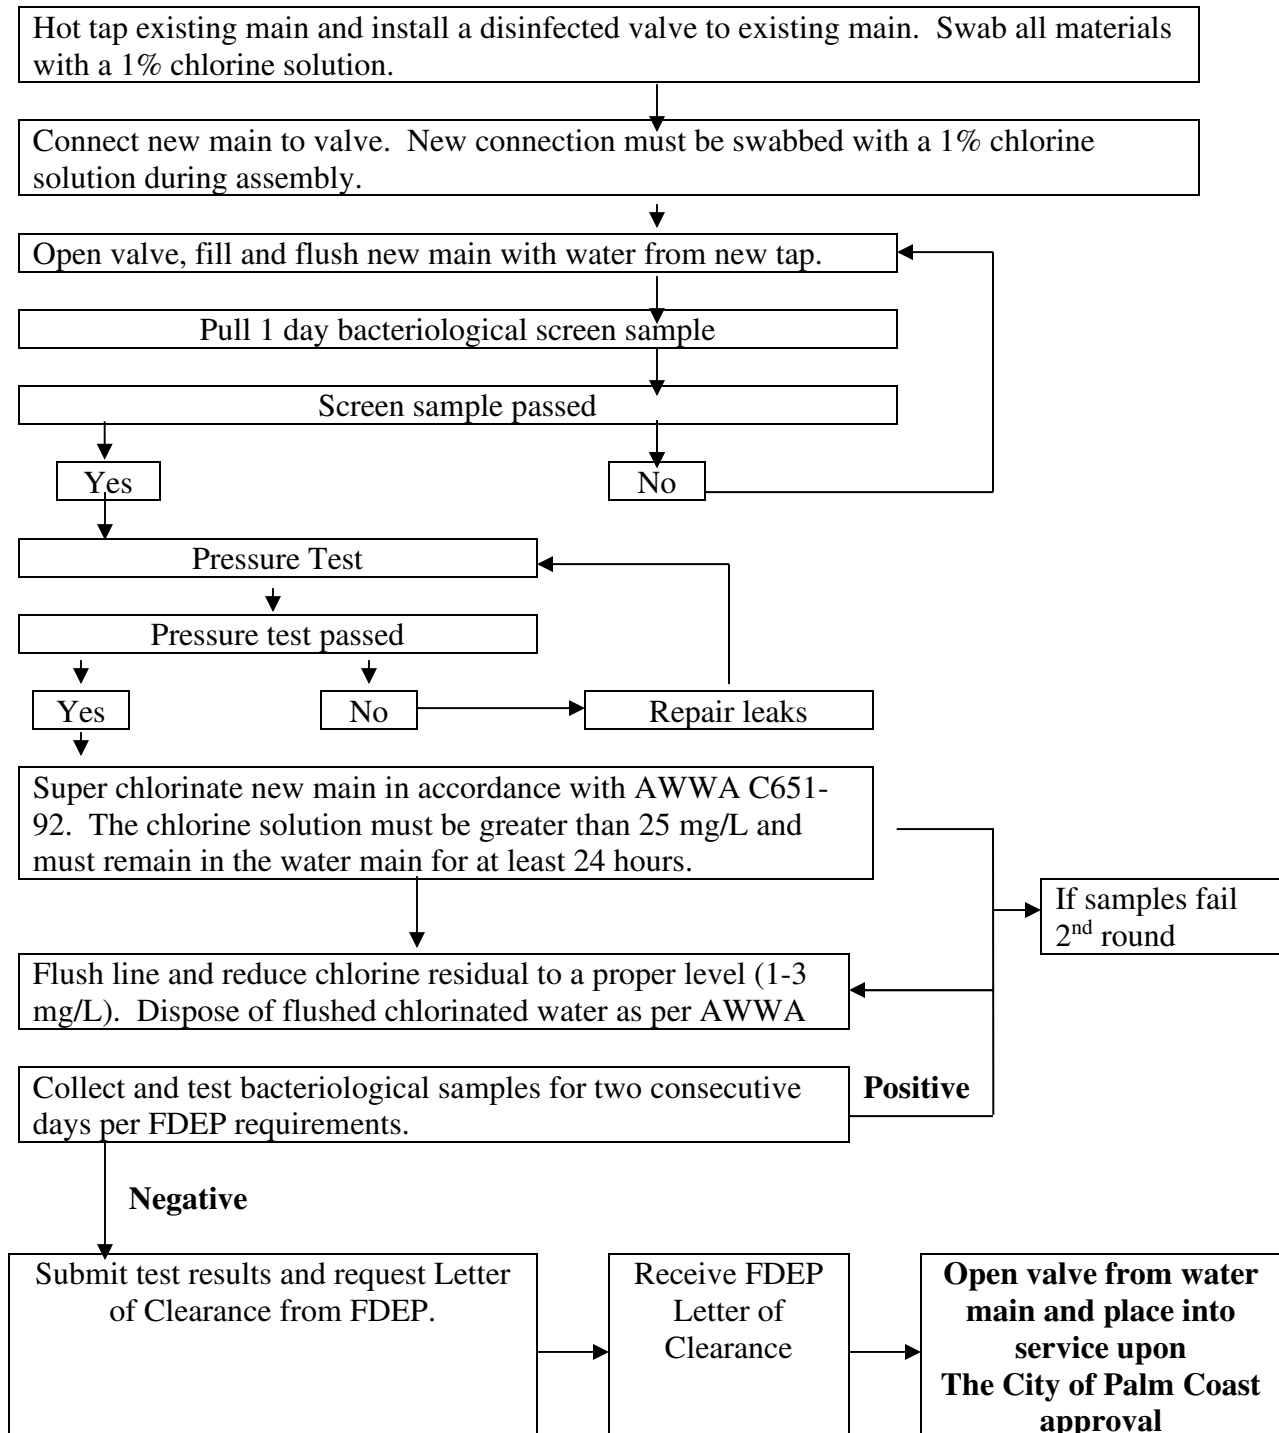 Hot tap existing main and install a disinfected valve to existing main.  Swab all materials
with a 1% chlorine solution.
Connect new main to valve.  New connection must be swabbed with a 1% chlorine
solution during assembly.
Open valve, fill and flush new main with water from new tap.
Pull 1 day bacteriological screen sample
Screen sample passed
Yes
No
Pressure Test
Pressure test passed
Yes
No
Repair leaks
Super chlorinate new main in accordance with AWWA C651-
92.  The chlorine solution must be greater than 25 mg/L and
must remain in the water main for at least 24 hours.
If samples fail
2nd round
Flush line and reduce chlorine residual to a proper level (1-3
mg/L).  Dispose of flushed chlorinated water as per AWWA
Collect and test bacteriological samples for two consecutive
days per FDEP requirements.
Positive
Negative
Submit test results and request Letter
of Clearance from FDEP.
Receive FDEP
Letter of
Clearance
Open valve from water
main and place into
service upon
The City of Palm Coast
approval